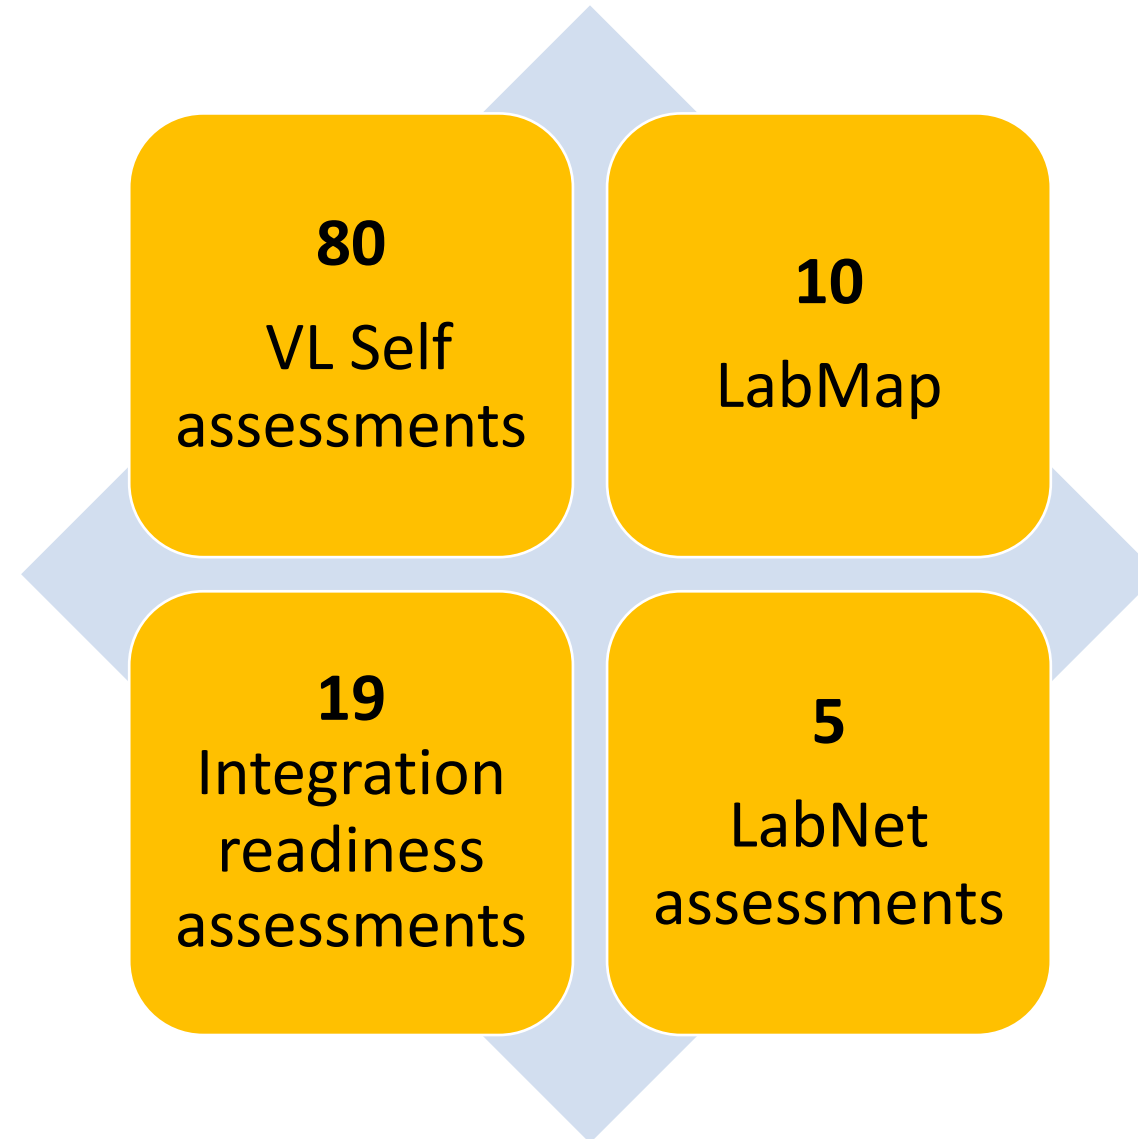 80
VL Self
assessments
10
LabMap
19
Integration
readiness
assessments
5
LabNet
assessments